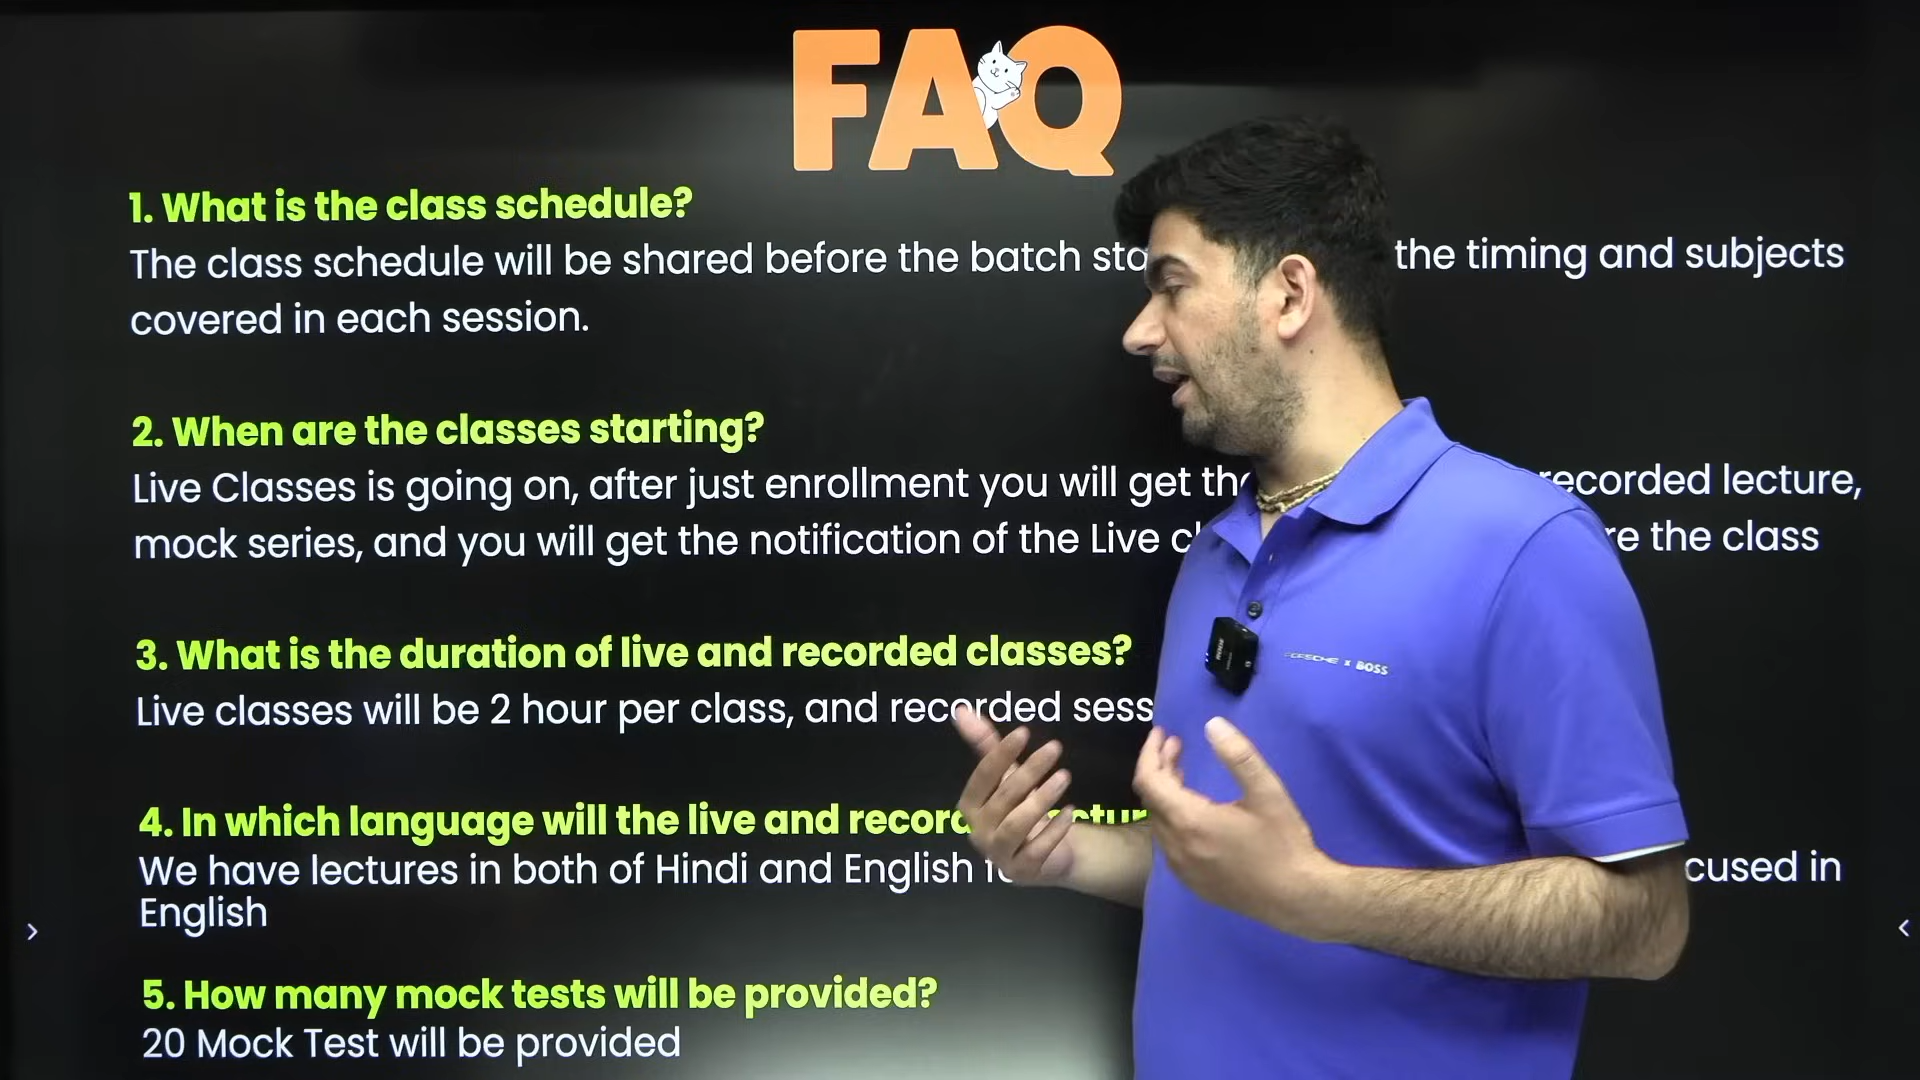 FAQ
1. What is the class schedule?
The class schedule will be shared before the batch the timing and subjects
covered in each session.
2. When are the classes starting?
Live Classes is going on, after just enrollment you will get recorded lecture,
mock series, and you will get the notification of the Live the class
3. What is the duration of live and recorded classes?
Live classes will be 2 hour per class, and recorded
4. In which language will the live and
We have lectures in both of Hindi and English in
English
5. How many mock tests will be provided?
20 Mock Test will be provided
BOSS